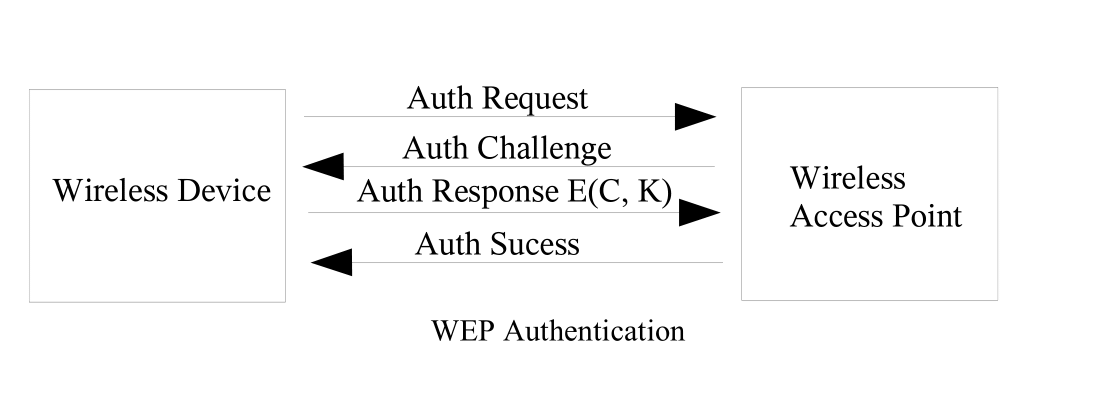 Auth Request
Auth Challenge
Auth Response E(C, K)
Auth Sucess
Wireless Device
Wireless
Access Point
WEP Authentication